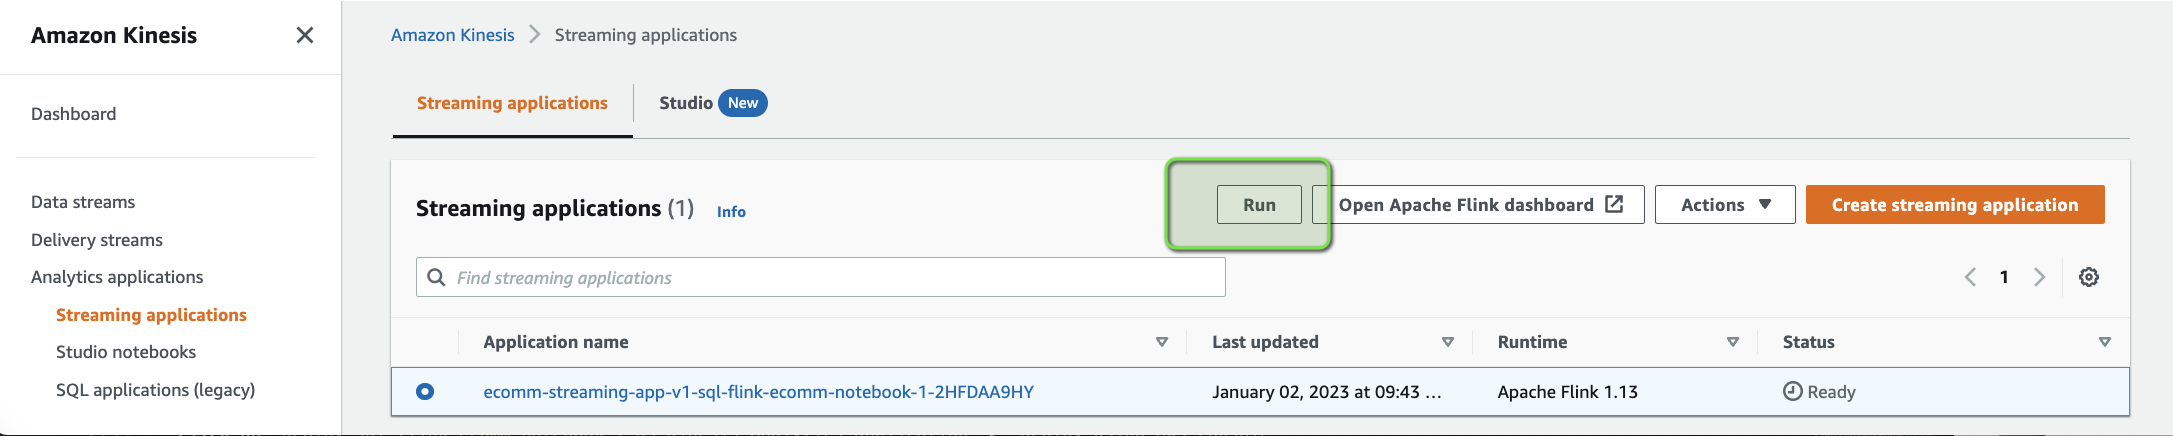 Amazon Kinesis
Dashboard
Data streams
Delivery streams
Analytics applications
Streaming applications
Studio notebooks
SQL applications (legacy)
Amazon Kinesis Streaming applications
Streaming applications Studio New
Streaming applications (1) Info Run Open Apache Flink dashboard Actions Create streaming application
Find streaming applications 1
Application name Last updated Runtime Status
ecomm-streaming-app-v1-sql-flink-ecomm-notebook-1-2HFDAA9HY January 02, 2023 at 09:43 ... Apache Flink 1.13 Ready